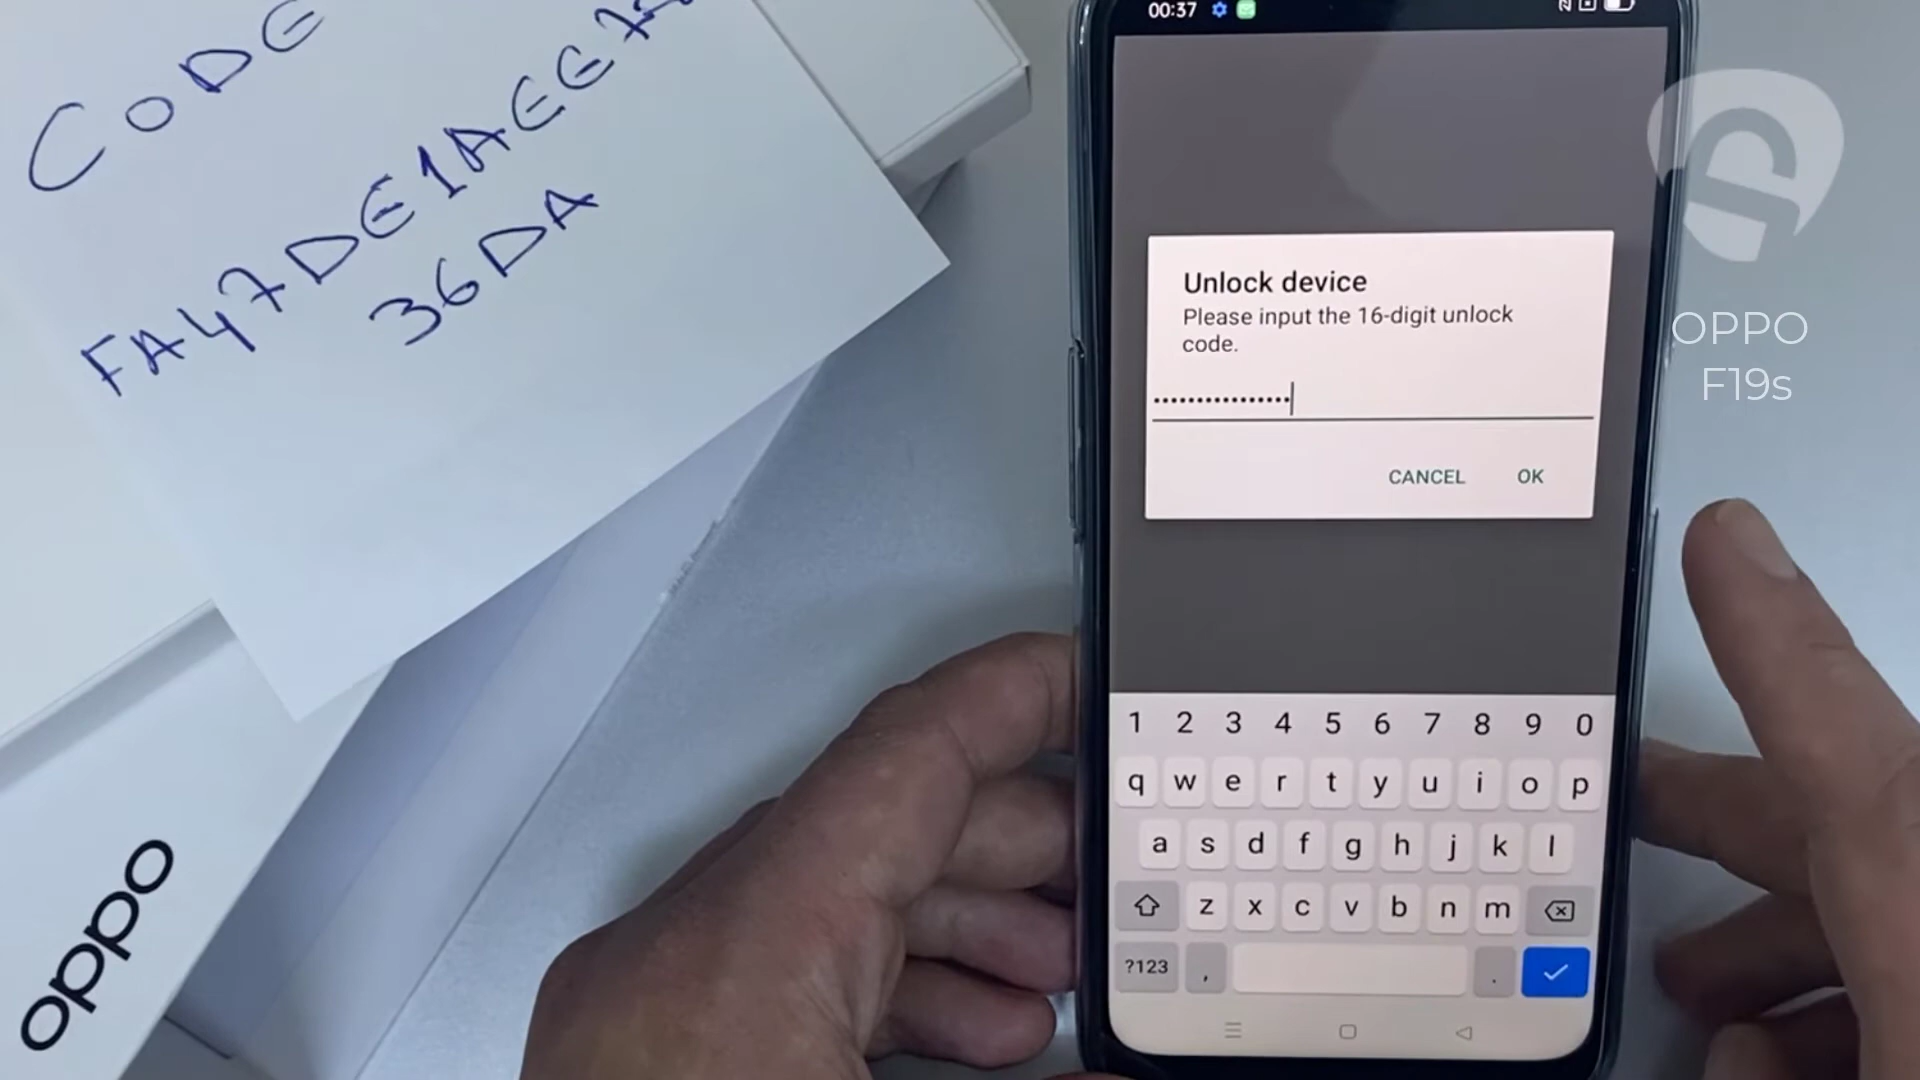 CODE
36DA
oppo
00:37
Unlock device
Please input the 16-digit unlock
code.
••••••••••••••••
CANCEL OK
1 2 3 4 5 6 7 8 9 0
q w e r t y u i o p
a s d f g h j k l
z x c v b n m
?123 , .
OPPO
F19s